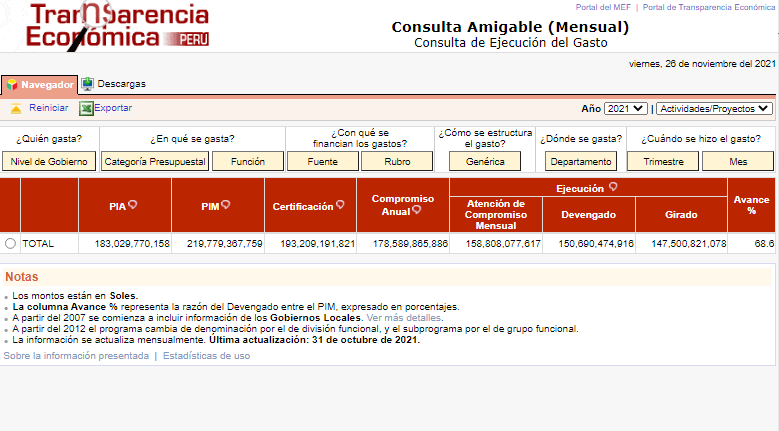 Transparencia
Económica PERU
Portal del MEF | Portal de Transparencia Económica
Consulta Amigable (Mensual)
Consulta de Ejecución del Gasto
viernes, 26 de noviembre del 2021
Navegador Descargas
Reiniciar Exportar Año 2021 | Actividades/Proyectos
¿Quién gasta? ¿En qué se gasta? ¿Con qué se financian los gastos? ¿Cómo se estructura el gasto? ¿Dónde se gasta? ¿Cuándo se hizo el gasto?
Nivel de Gobierno Categoría Presupuestal Función Fuente Rubro Genérica Departamento Trimestre Mes
PIA PIM Certificación Compromiso Anual Ejecución Avance %
Atención de Compromiso Mensual Devengado Girado
TOTAL 183,029,770,158 219,779,367,759 193,209,191,821 178,589,865,886 158,808,077,617 150,690,474,916 147,500,821,078 68.6
Notas
Los montos están en Soles.
La columna Avance % representa la razón del Devengado entre el PIM, expresado en porcentajes.
A partir del 2007 se comienza a incluir información de los Gobiernos Locales. Ver más detalles.
A partir del 2012 el programa cambia de denominación por el de división funcional, y el subprograma por el de grupo funcional.
La información se actualiza mensualmente. Última actualización: 31 de octubre de 2021.
Sobre la información presentada | Estadísticas de uso